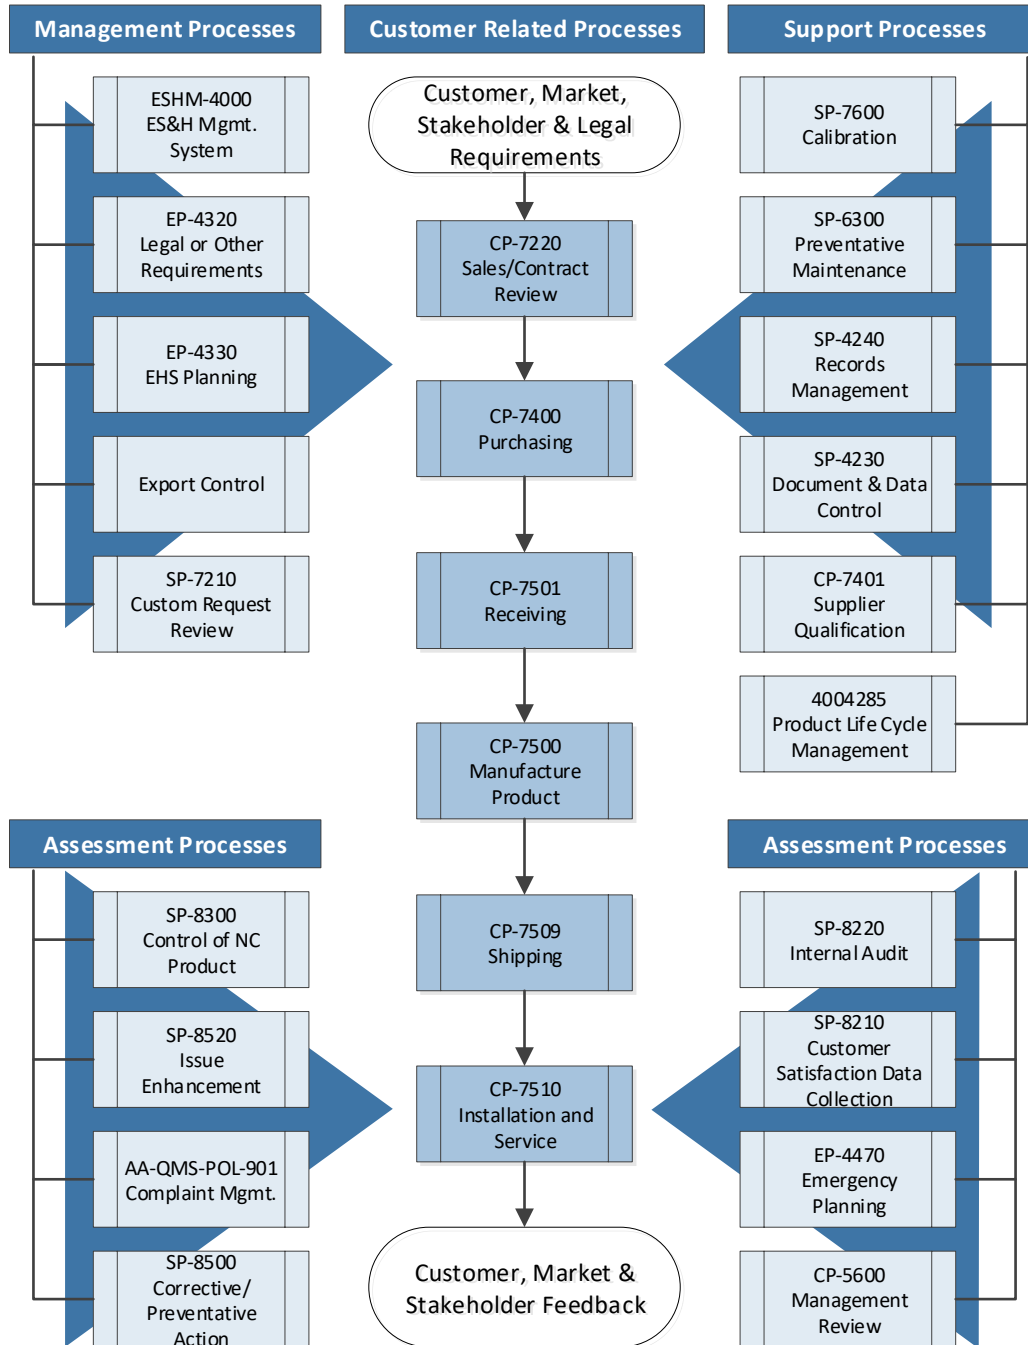 Management Processes
ESHM-4000
ES&H Mgmt.
System
EP-4320
Legal or Other
Requirements
EP-4330
EHS Planning
Export Control
SP-7210
Custom Request
Review
Customer Related Processes
Customer, Market,
Stakeholder & Legal
Requirements
CP-7220
Sales/Contract
Review
CP-7400
Purchasing
CP-7501
Receiving
CP-7500
Manufacture
Product
CP-7509
Shipping
CP-7510
Installation and
Service
Customer, Market &
Stakeholder Feedback
Support Processes
SP-7600
Calibration
SP-6300
Preventative
Maintenance
SP-4240
Records
Management
SP-4230
Document & Data
Control
CP-7401
Supplier
Qualification
4004285
Product Life Cycle
Management
Assessment Processes
SP-8300
Control of NC
Product
SP-8520
Issue
Enhancement
AA-QMS-POL-901
Complaint Mgmt.
SP-8500
Corrective/
Preventative
Action
Assessment Processes
SP-8220
Internal Audit
SP-8210
Customer
Satisfaction Data
Collection
EP-4470
Emergency
Planning
CP-5600
Management
Review